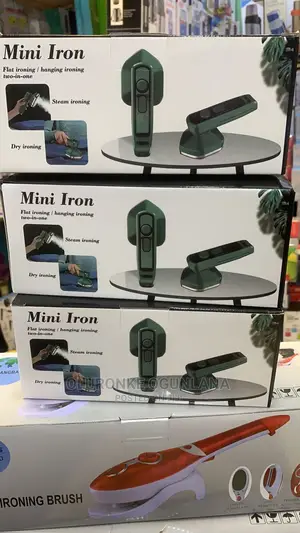 Mini Iron
Flat ironing / hanging ironing
two-in-one
Steam ironing
Dry ironing
Mini Iron
Flat ironing / hanging ironing
two-in-one
Steam ironing
Dry ironing
Mini Iron
Flat ironing / hanging ironing
two-in-one
Steam ironing
Dry ironing
OGUNLANA
IRONING BRUSH